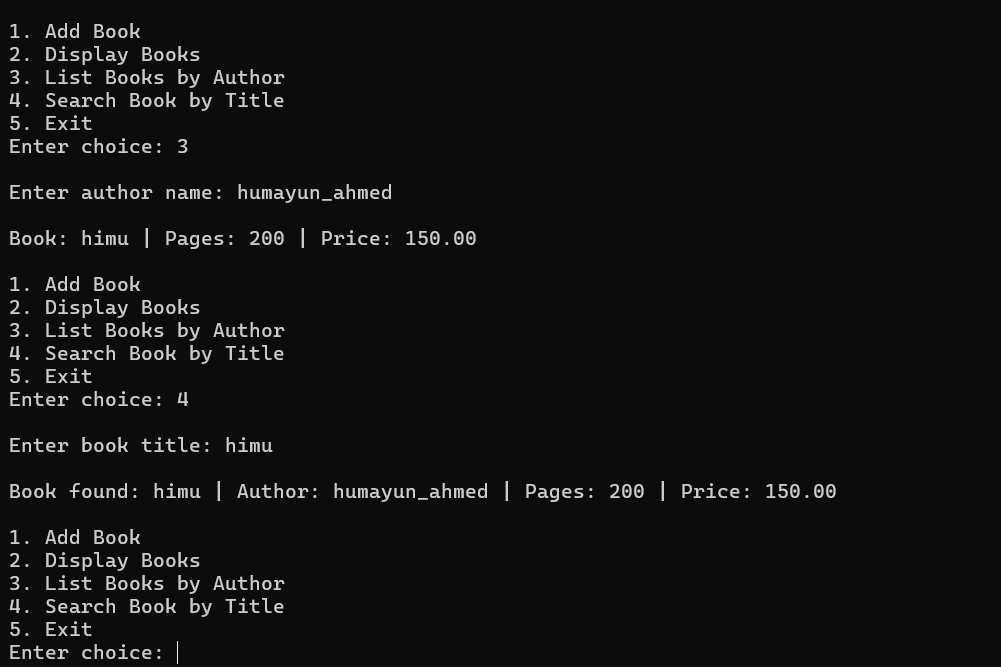 1. Add Book
2. Display Books
3. List Books by Author
4. Search Book by Title
5. Exit
Enter choice: 3
Enter author name: humayun_ahmed
Book: himu | Pages: 200 | Price: 150.00
1. Add Book
2. Display Books
3. List Books by Author
4. Search Book by Title
5. Exit
Enter choice: 4
Enter book title: himu
Book found: himu | Author: humayun_ahmed | Pages: 200 | Price: 150.00
1. Add Book
2. Display Books
3. List Books by Author
4. Search Book by Title
5. Exit
Enter choice: